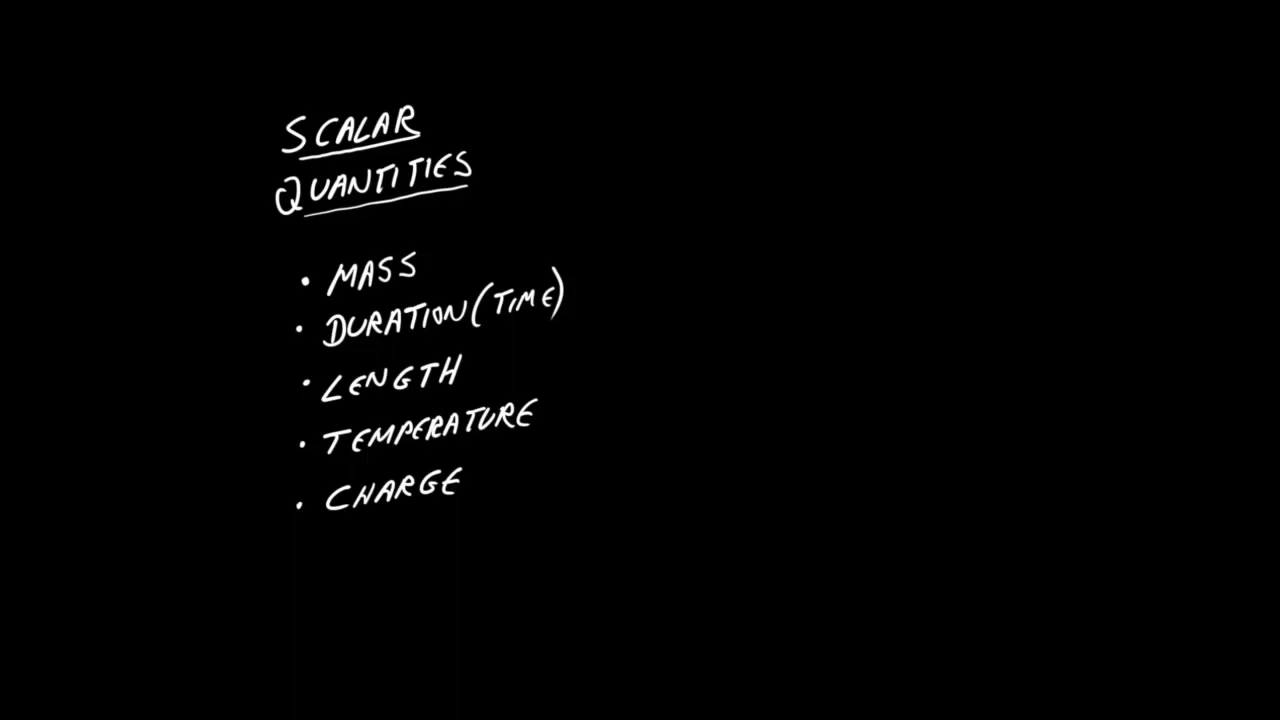 SCALAR
QUANTITIES
• MASS
• DURATION (TIME)
• LENGTH
• TEMPERATURE
• CHARGE